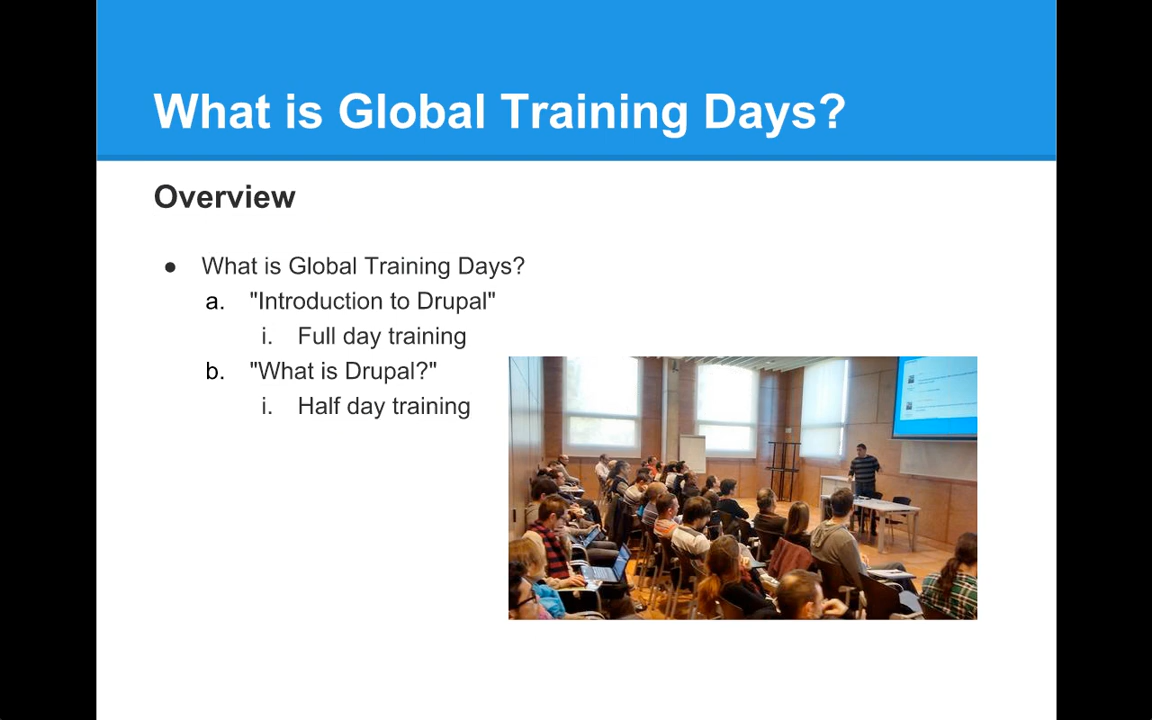 What is Global Training Days?
Overview
● What is Global Training Days?
a. "Introduction to Drupal"
i. Full day training
b. "What is Drupal?"
i. Half day training